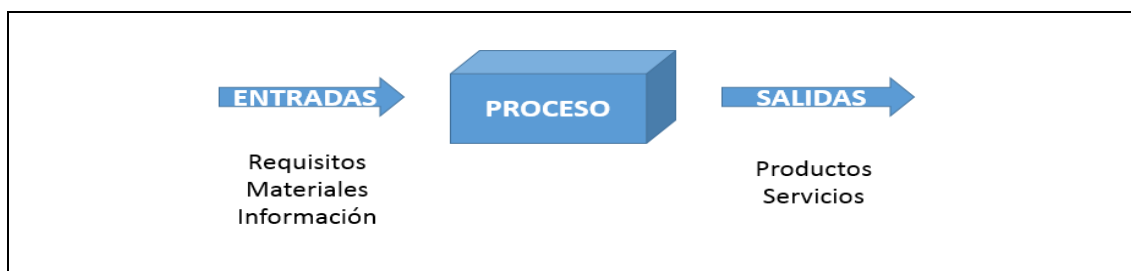 ENTRADAS
PROCESO
SALIDAS
Requisitos
Materiales
Información
Productos
Servicios